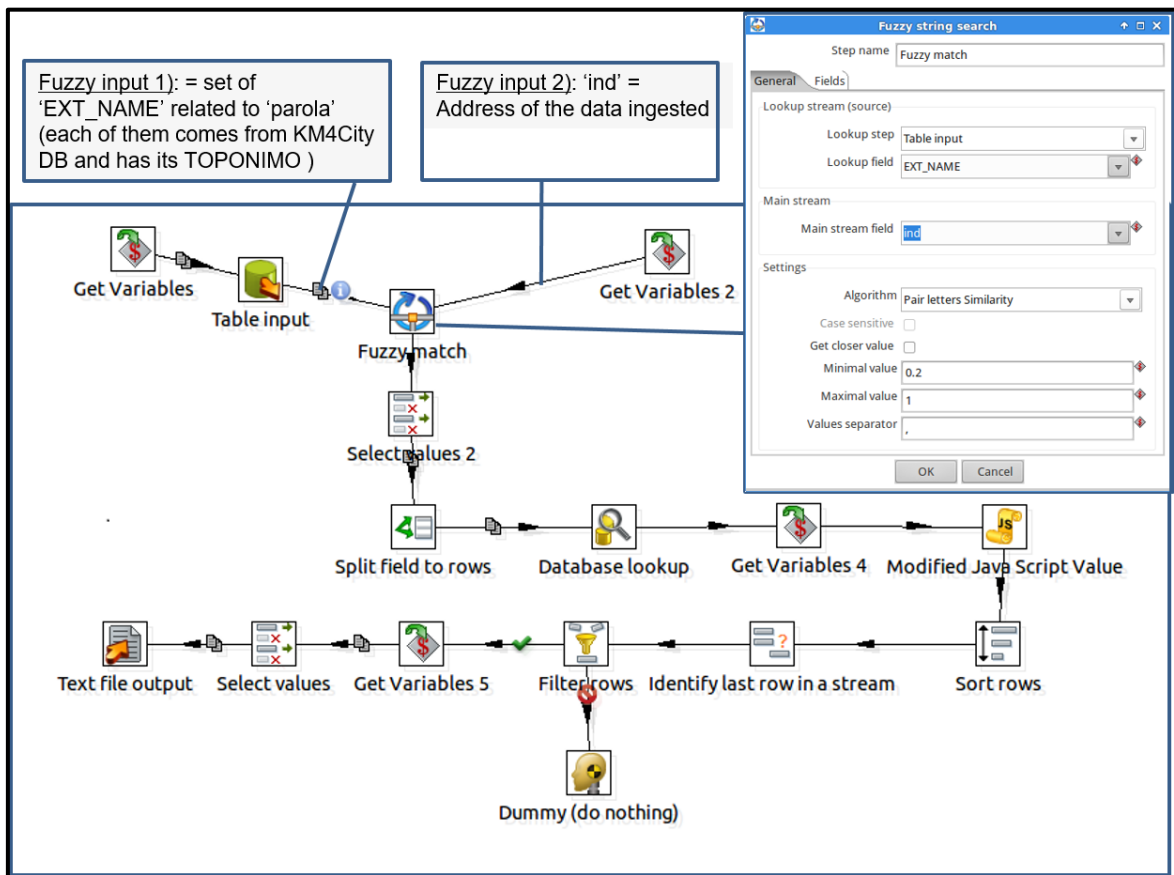 Fuzzy input 1): = set of
‘EXT_NAME’ related to ‘parola’
(each of them comes from KM4City
DB and has its TOPONIMO )
Fuzzy input 2): ‘ind’ =
Address of the data ingested
Fuzzy string search
Step name Fuzzy match
General Fields
Lookup stream (source)
Lookup step Table input
Lookup field EXT_NAME
Main stream
Main stream field ind
Settings
Algorithm Pair letters Similarity
Case sensitive
Get closer value
Minimal value 0.2
Maximal value 1
Values separator ,
OK Cancel
Get Variables
Table input
Get Variables 2
Fuzzy match
Select values 2
Split field to rows
Database lookup
Get Variables 4
JS
Modified Java Script Value
Text file output
Select values
Get Variables 5
Filter rows
Identify last row in a stream
Sort rows
Dummy (do nothing)